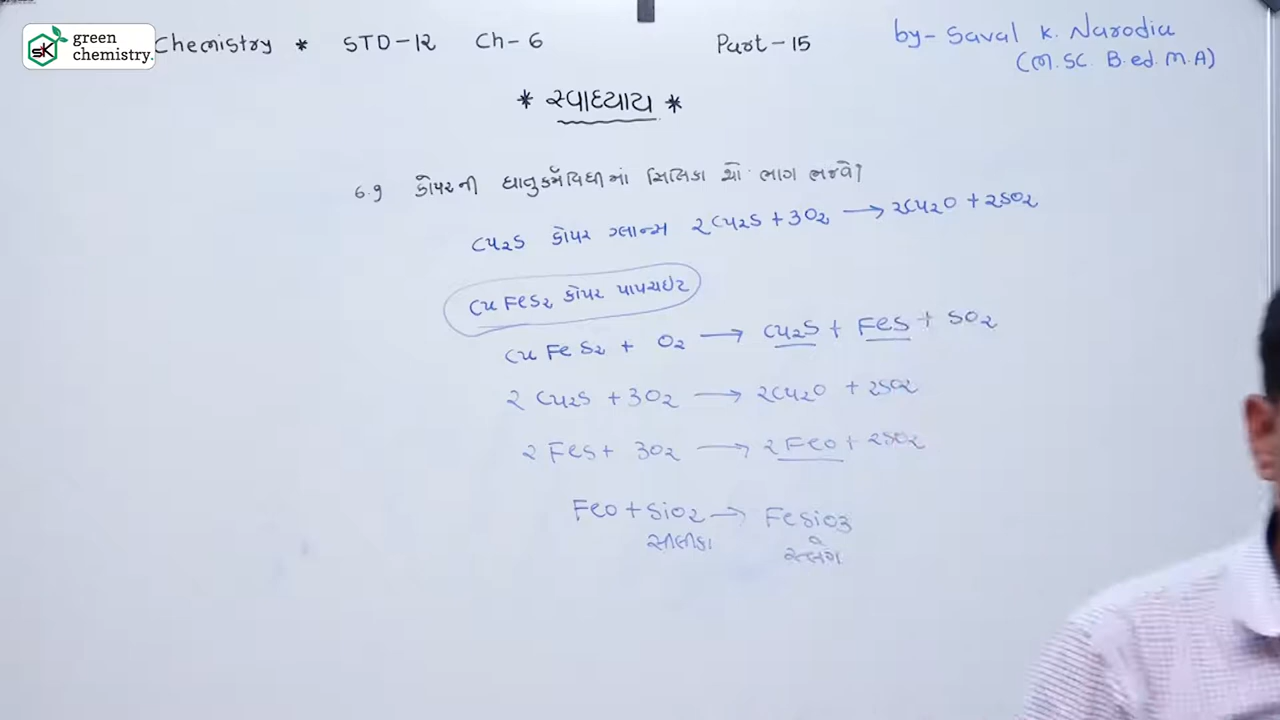 SK green chemistry.
Chemistry * STD-12 Ch-6 Part-15 by- Saval K. Narodia
(M.SC. B.ed. M.A)
* સ્વાધ્યાય *
6.9 કોપરની ધાતુકર્મવિધીમાં સિલિકા શો ભાગ ભજવે?
Cu₂S કોપર ગ્લાન્સ 2Cu₂S + 3O₂ → 2Cu₂O + 2SO₂
CuFeS₂ કોપર પાયરાઇટ
CuFeS₂ + O₂ → Cu₂S + FeS + SO₂
2Cu₂S + 3O₂ → 2Cu₂O + 2SO₂
2FeS + 3O₂ → 2FeO + 2SO₂
FeO + SiO₂ → FeSiO₃
સીલીકા સ્લેગ